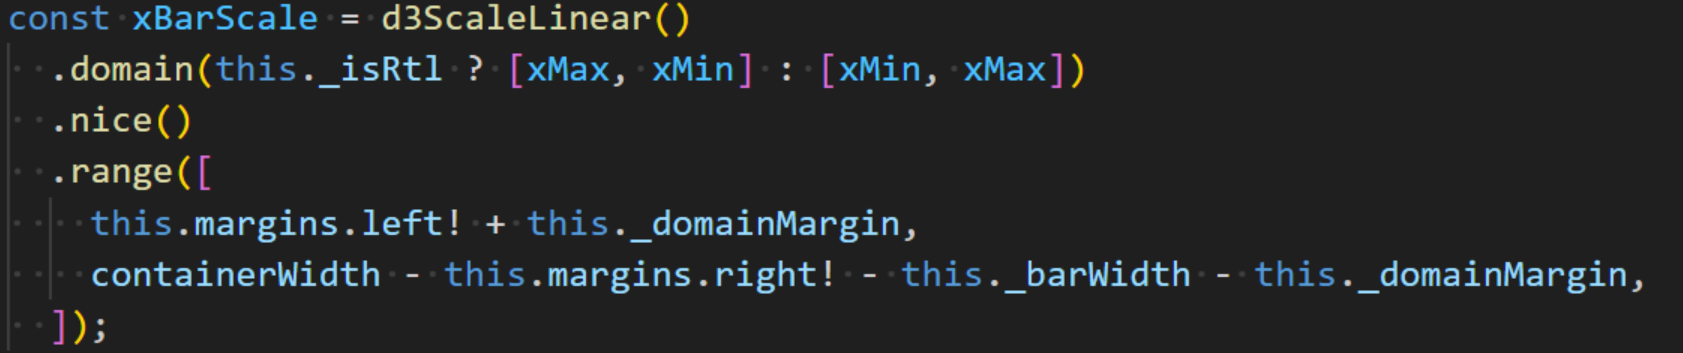 const xBarScale = d3ScaleLinear()
  .domain(this._isRtl ? [xMax, xMin] : [xMin, xMax])
  .nice()
  .range([
    this.margins.left! + this._domainMargin,
    containerWidth - this.margins.right! - this._barWidth - this._domainMargin,
  ]);